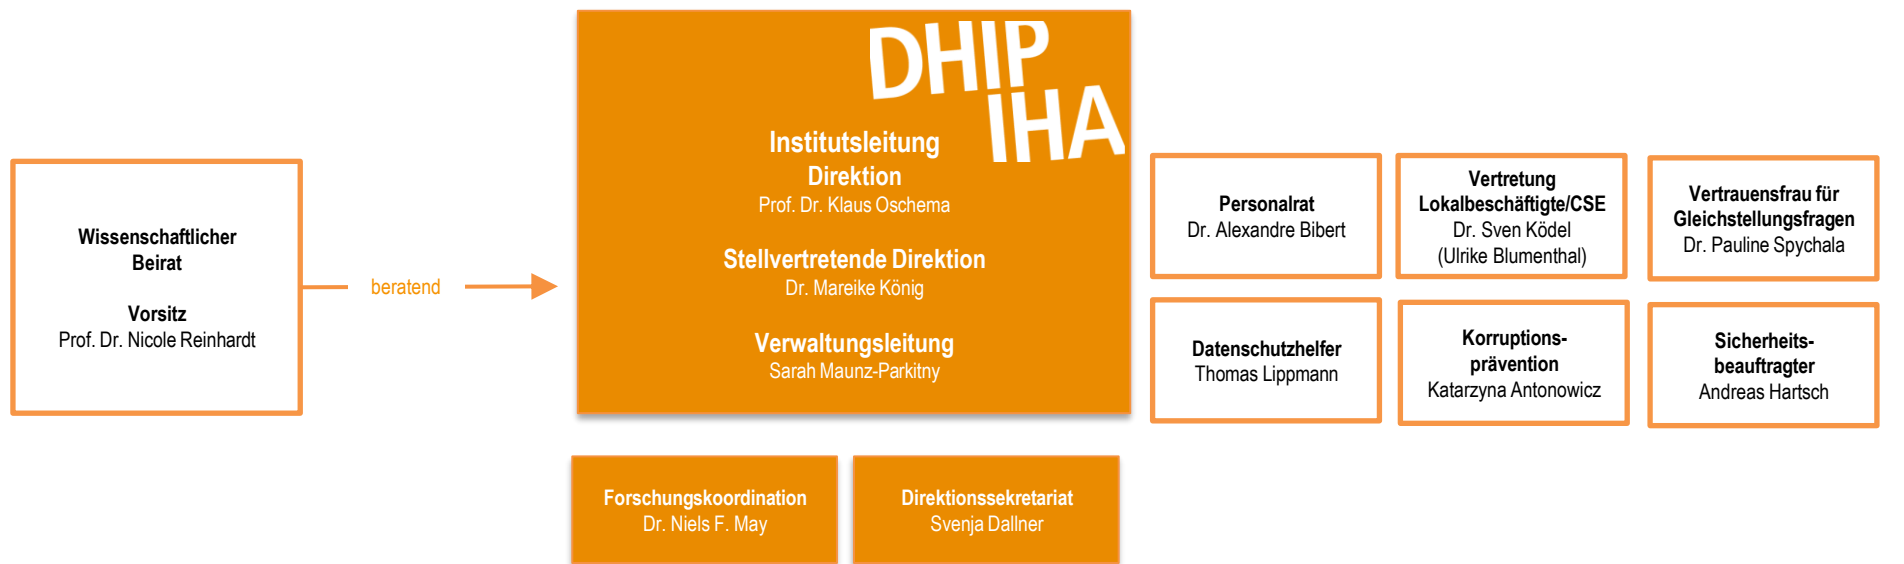 DHIP
IHA
Institutsleitung
Direktion
Prof. Dr. Klaus Oschema
Stellvertretende Direktion
Dr. Mareike König
Verwaltungsleitung
Sarah Maunz-Parkitny
Wissenschaftlicher
Beirat
Vorsitz
Prof. Dr. Nicole Reinhardt
beratend
Personalrat
Dr. Alexandre Bibert
Vertretung
Lokalbeschäftigte/CSE
Dr. Sven Ködel
(Ulrike Blumenthal)
Vertrauensfrau für
Gleichstellungsfragen
Dr. Pauline Spychala
Datenschutzhelfer
Thomas Lippmann
Korruptions-
prävention
Katarzyna Antonowicz
Sicherheits-
beauftragter
Andreas Hartsch
Forschungskoordination
Dr. Niels F. May
Direktionssekretariat
Svenja Dallner